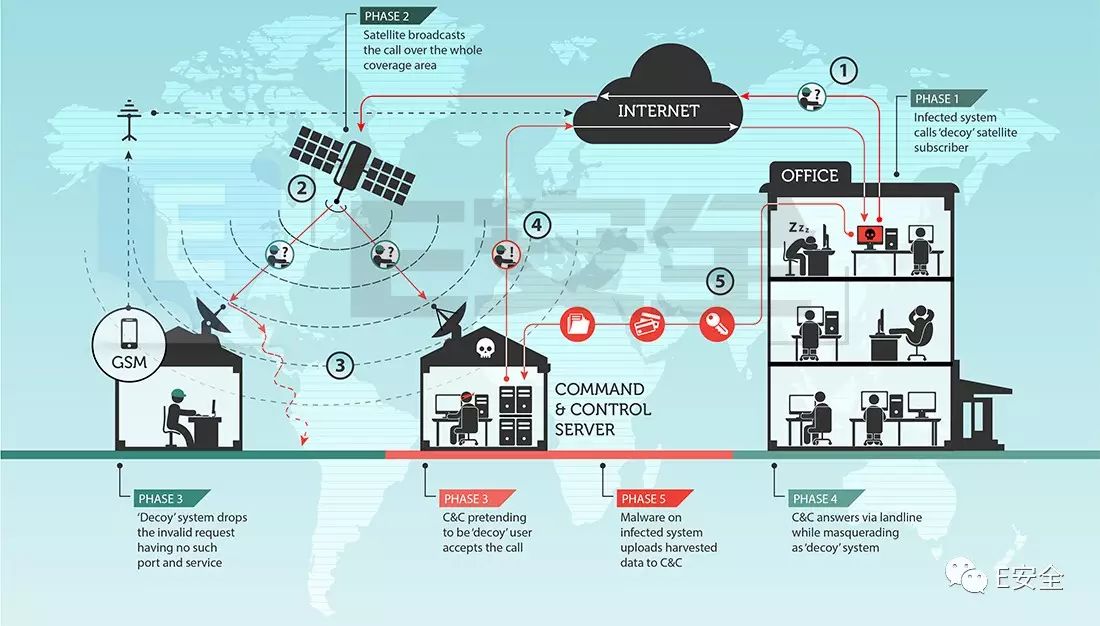 PHASE 2
Satellite broadcasts
the call over the whole
coverage area
1
?
INTERNET
PHASE 1
Infected system
calls 'decoy' satellite
subscriber
OFFICE
2
4
Zzz
?
?
!
E安全
5
GSM
3
COMMAND
& CONTROL
SERVER
PHASE 3
'Decoy' system drops
the invalid request
having no such
port and service
PHASE 3
C&C pretending
to be 'decoy' user
accepts the call
PHASE 5
Malware on
infected system
uploads harvested
data to C&C
PHASE 4
C&C answers via landline
while masquerading
as 'decoy' system
E安全